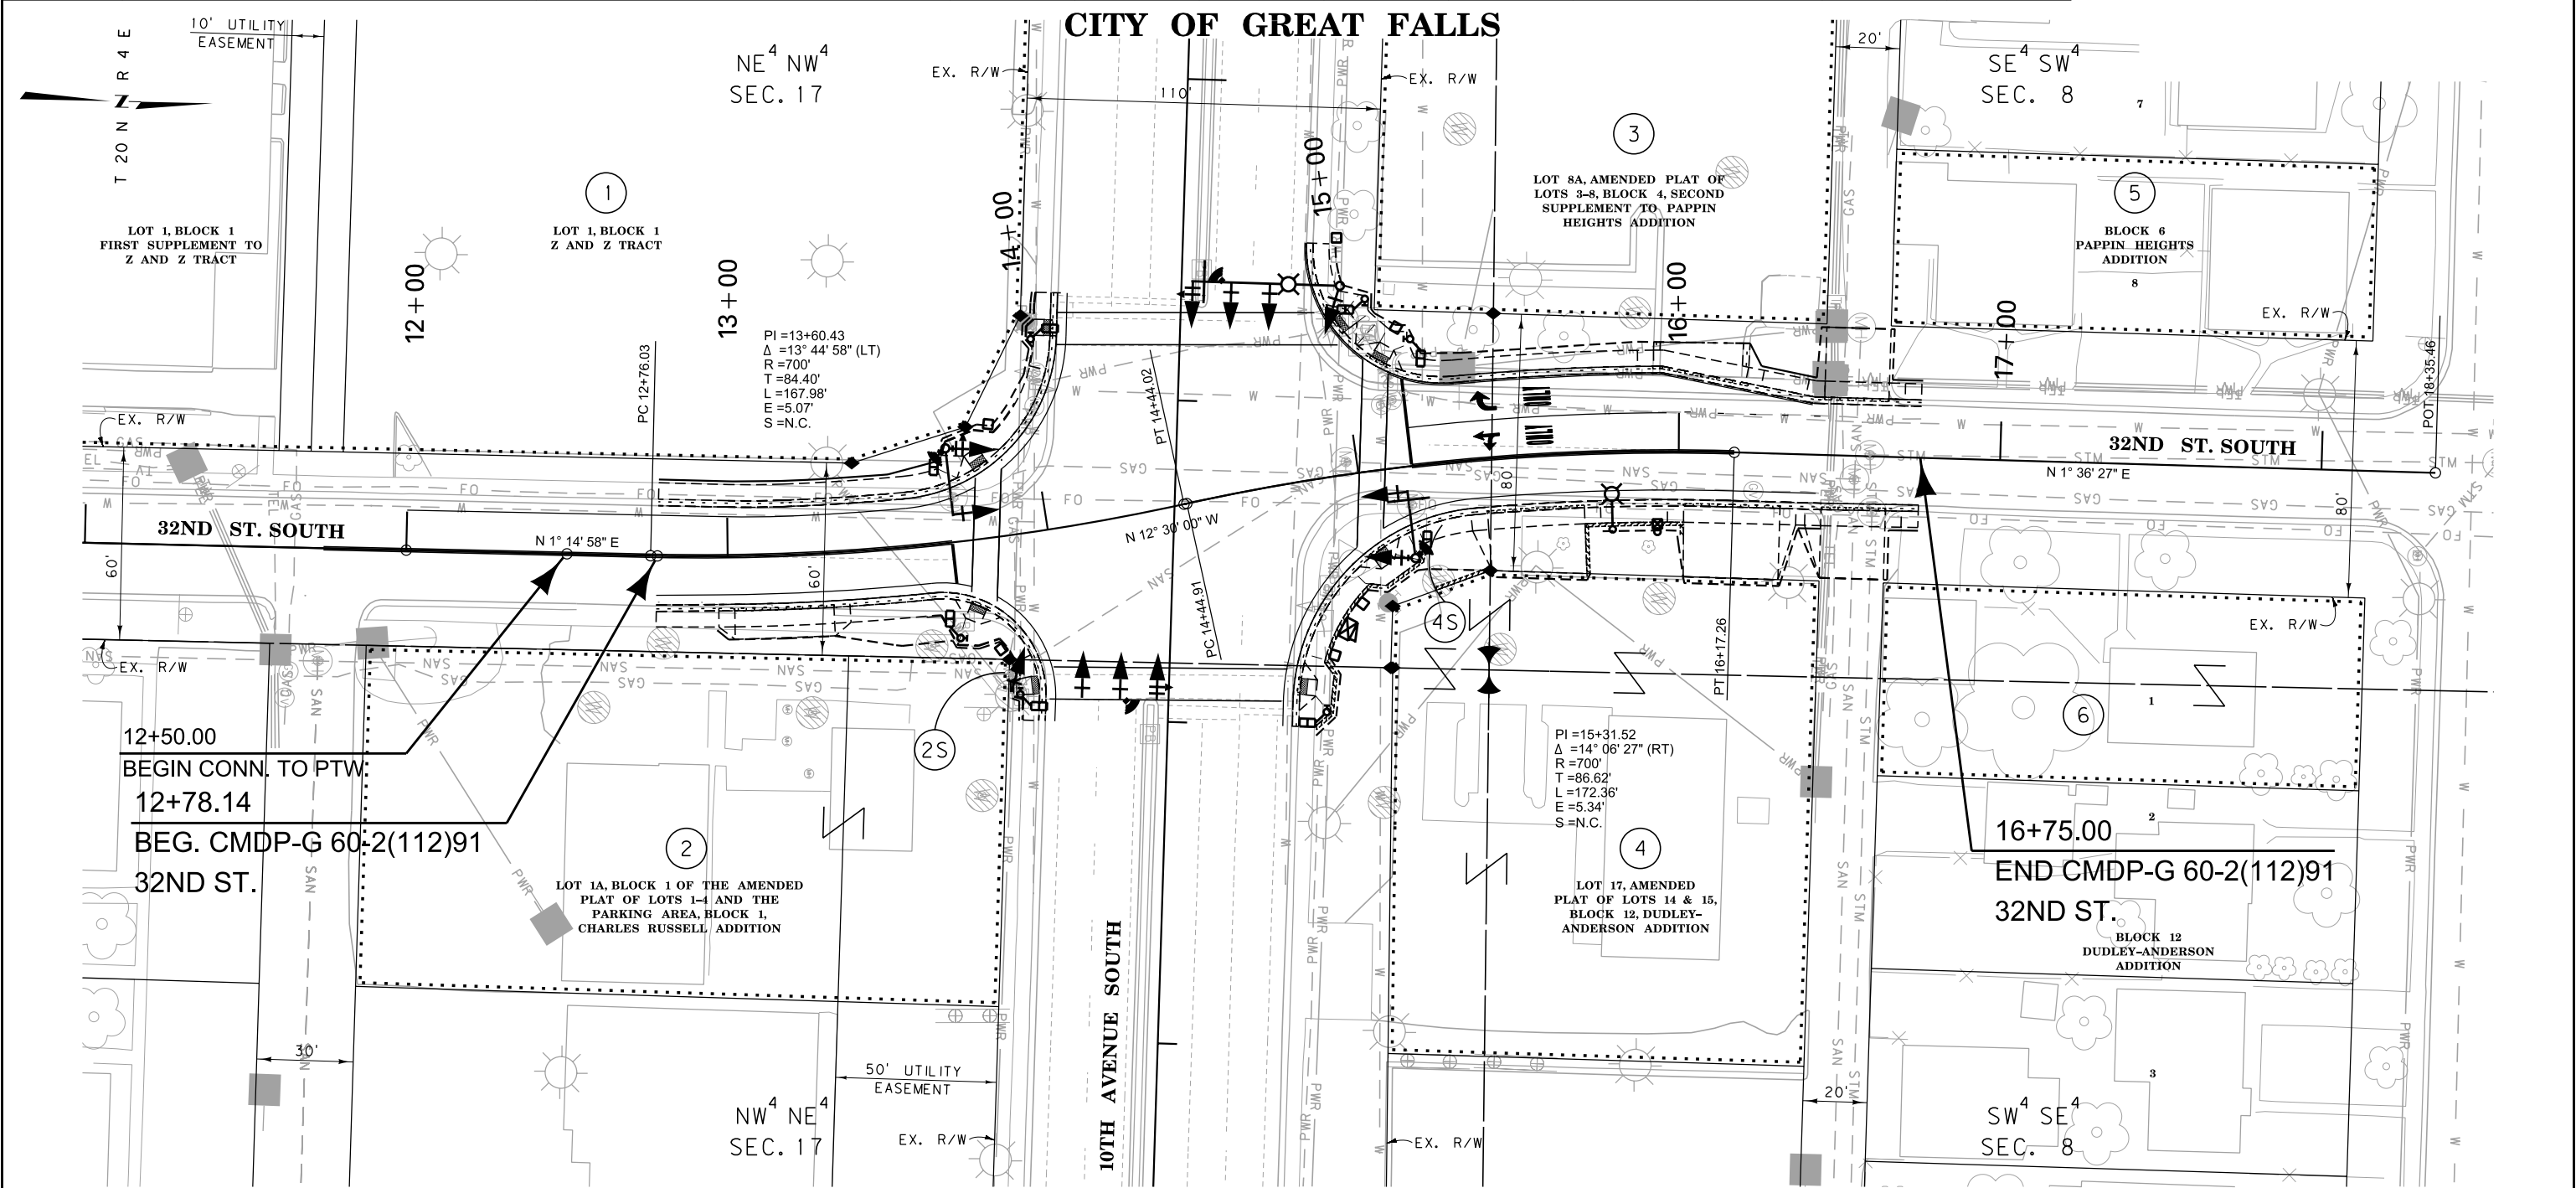 CITY OF GREAT FALLS
10' UTILITY
EASEMENT
T 20 N R 4 E
Z
NE4 NW4
SEC. 17
EX. R/W
110'
EX. R/W
20'
SE4 SW4
SEC. 8
7
1
LOT 1, BLOCK 1
FIRST SUPPLEMENT TO
Z AND Z TRACT
LOT 1, BLOCK 1
Z AND Z TRACT
3
LOT 8A, AMENDED PLAT OF
LOTS 3-8, BLOCK 4, SECOND
SUPPLEMENT TO PAPPIN
HEIGHTS ADDITION
5
BLOCK 6
PAPPIN HEIGHTS
ADDITION
8
EX. R/W
12+00
13+00
14+00
15+00
16+00
17+00
PI =13+60.43
Δ =13° 44' 58" (LT)
R =700'
T =84.40'
L =167.98'
E =5.07'
S =N.C.
PC 12+76.03
PT 14+44.02
PC 14+44.91
PT 16+17.26
POT 18+35.46
EX. R/W
32ND ST. SOUTH
N 1° 14' 58" E
N 12° 30' 00" W
32ND ST. SOUTH
N 1° 36' 27" E
60'
60'
80'
80'
EX. R/W
EX. R/W
GAS
PWR
TV
FO
W
SAN
STM
TEL
4S
2S
12+50.00
BEGIN CONN. TO PTW
12+78.14
BEG. CMDP-G 60-2(112)91
32ND ST.
2
LOT 1A, BLOCK 1 OF THE AMENDED
PLAT OF LOTS 1-4 AND THE
PARKING AREA, BLOCK 1,
CHARLES RUSSELL ADDITION
PI =15+31.52
Δ =14° 06' 27" (RT)
R =700'
T =86.62'
L =172.36'
E =5.34'
S =N.C.
4
LOT 17, AMENDED
PLAT OF LOTS 14 & 15,
BLOCK 12, DUDLEY-
ANDERSON ADDITION
6
1
2
16+75.00
END CMDP-G 60-2(112)91
32ND ST.
BLOCK 12
DUDLEY-ANDERSON
ADDITION
3
10TH AVENUE SOUTH
30'
50' UTILITY
EASEMENT
20'
NW4 NE4
SEC. 17
EX. R/W
EX. R/W
SW4 SE4
SEC. 8